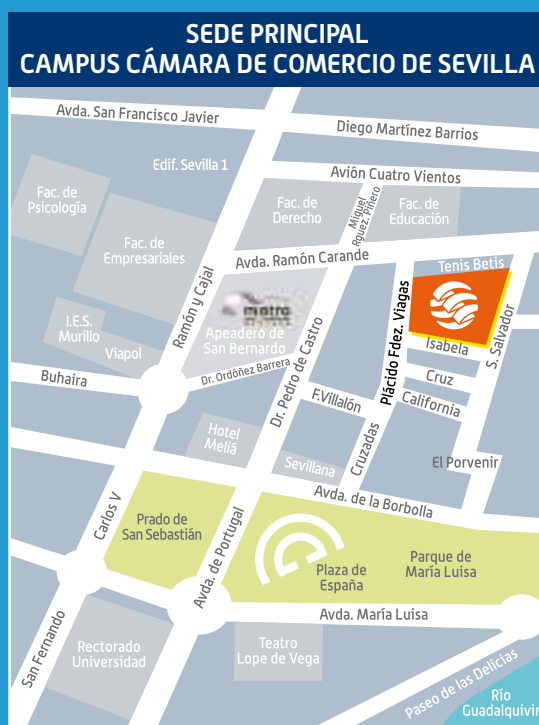 SEDE PRINCIPAL
CAMPUS CÁMARA DE COMERCIO DE SEVILLA
Avda. San Francisco Javier
Diego Martínez Barrios
Edif. Sevilla 1
Avión Cuatro Vientos
Fac. de
Psicología
Fac. de
Derecho
Miguel
Rguez. Piñero
Fac. de
Educación
Fac. de
Empresariales
Avda. Ramón Carande
Tenis Betis
Ramón y Cajal
metro
Apeadero de
San Bernardo
Plácido Fdez. Viagas
S. Salvador
I.E.S.
Murillo
Viapol
Isabela
Dr. Pedro de Castro
Dr. Ordóñez Barrera
Buhaira
Cruz
California
F.Villalón
Hotel
Meliá
Cruzadas
Sevillana
El Porvenir
Avda. de la Borbolla
Carlos V
Prado de
San Sebastián
Avda. de Portugal
Plaza de
España
Parque de
María Luisa
Avda. María Luisa
San Fernando
Rectorado
Universidad
Teatro
Lope de Vega
Paseo de las Delicias
Río
Guadalquivir